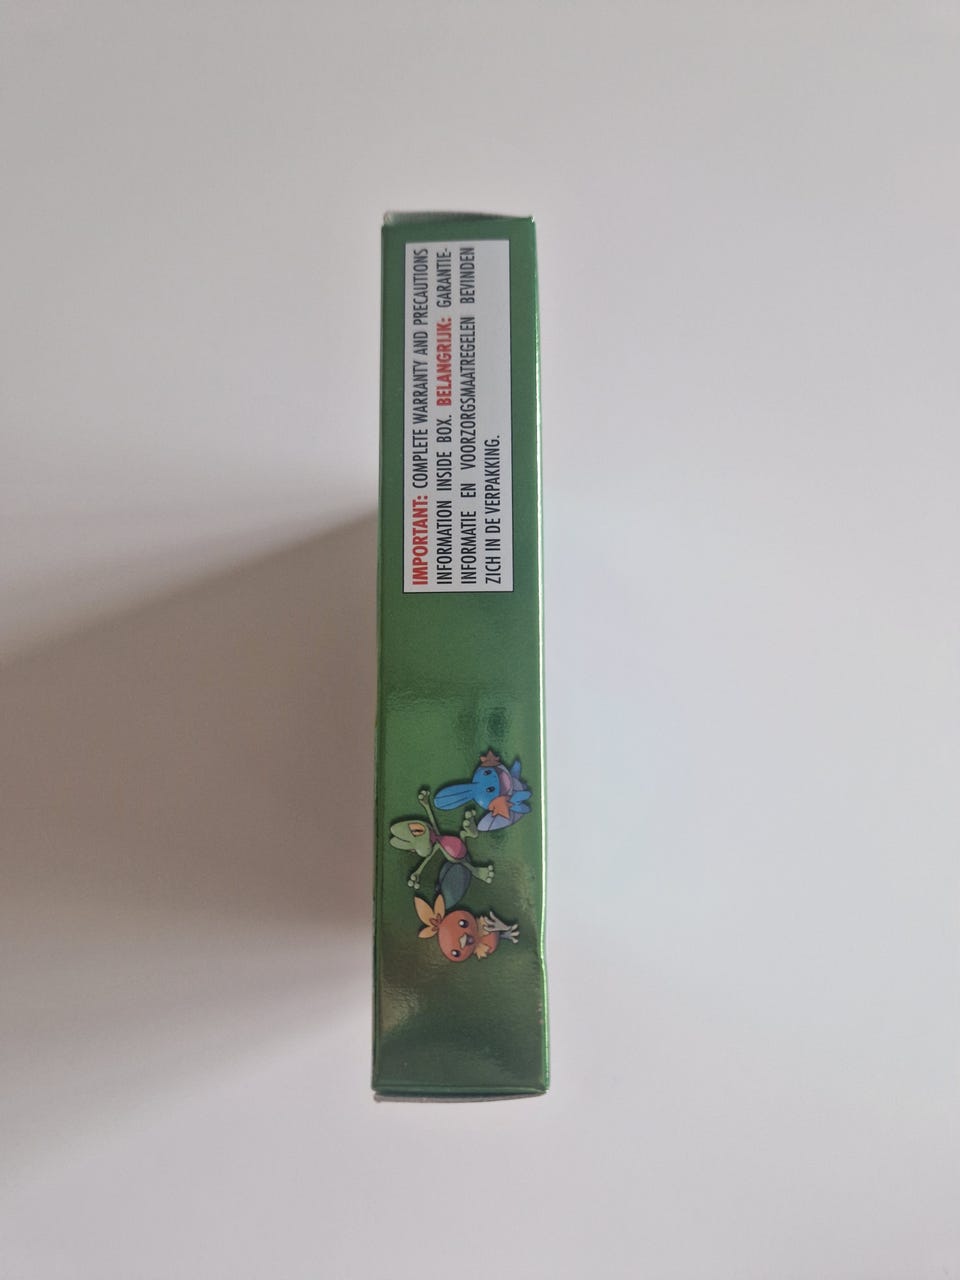 IMPORTANT: COMPLETE WARRANTY AND PRECAUTIONS
INFORMATION INSIDE BOX. BELANGRIJK: GARANTIE-
INFORMATIE EN VOORZORGSMAATREGELEN BEVINDEN
ZICH IN DE VERPAKKING.